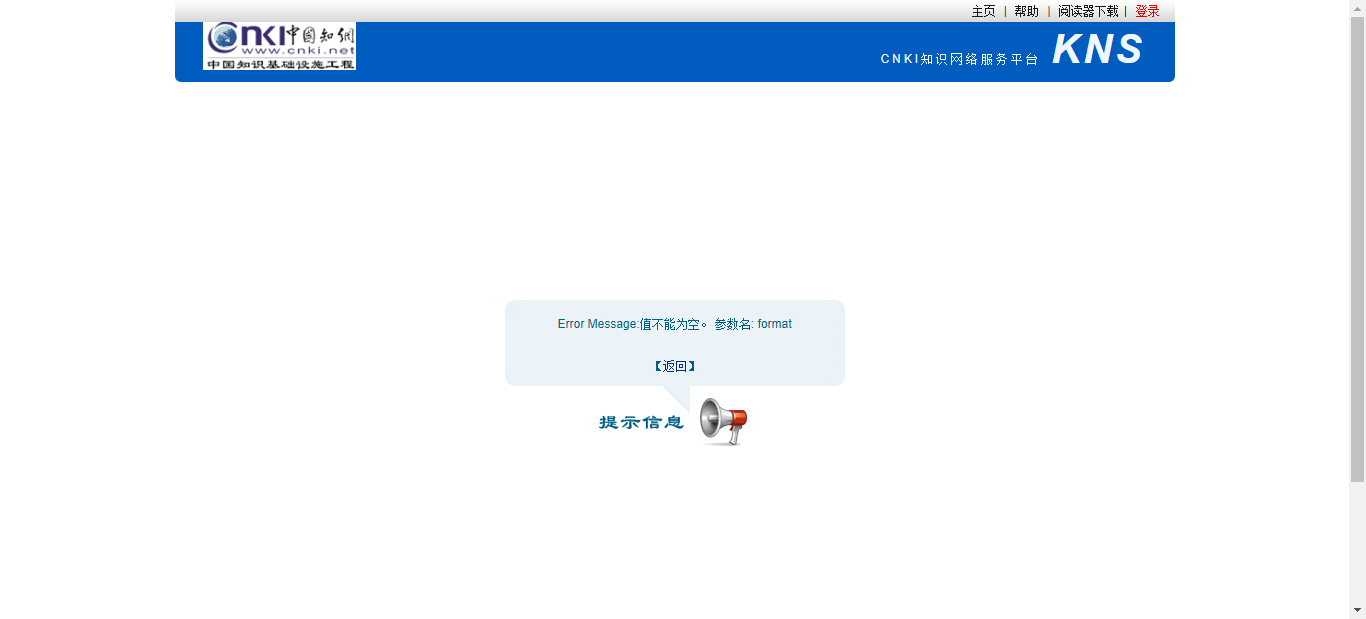 主页 | 帮助 | 阅读器下载 | 登录
cnki中国知网
www.cnki.net
中国知识基础设施工程
CNKI知识网络服务平台 KNS
Error Message:值不能为空。 参数名: format
【返回】
提示信息